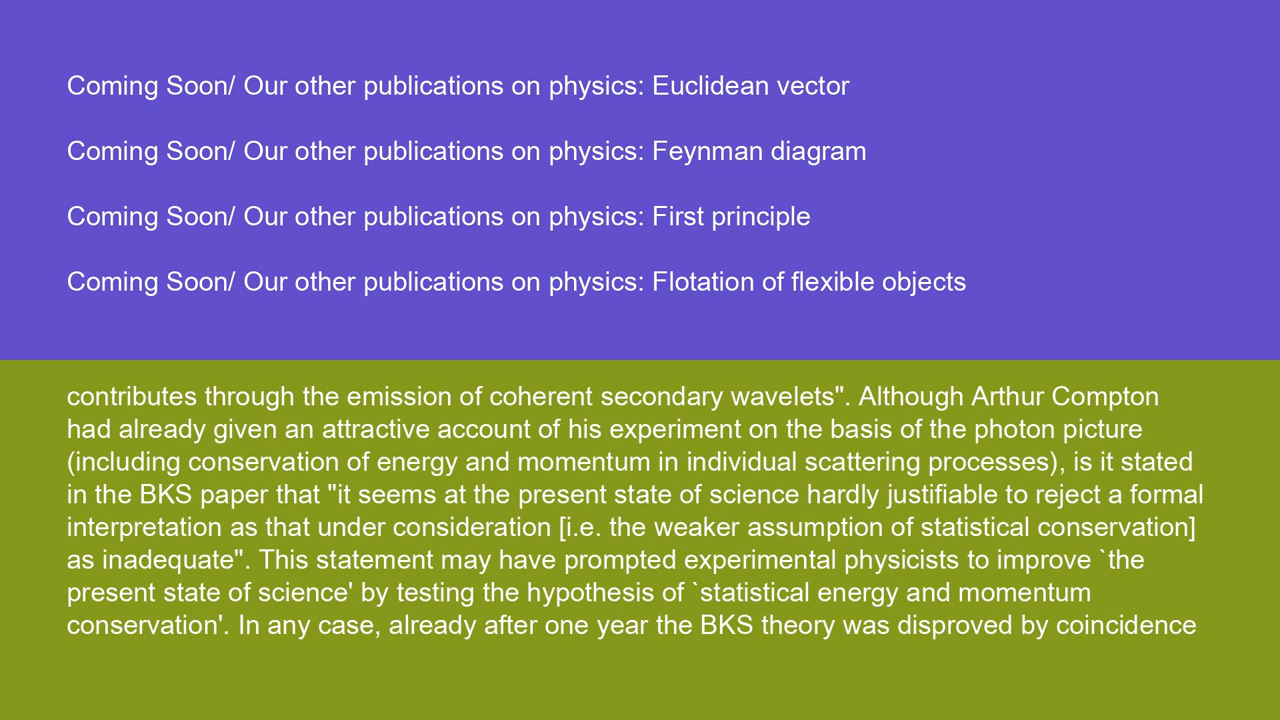 Coming Soon/ Our other publications on physics: Euclidean vector
Coming Soon/ Our other publications on physics: Feynman diagram
Coming Soon/ Our other publications on physics: First principle
Coming Soon/ Our other publications on physics: Flotation of flexible objects
contributes through the emission of coherent secondary wavelets". Although Arthur Compton
had already given an attractive account of his experiment on the basis of the photon picture
(including conservation of energy and momentum in individual scattering processes), is it stated
in the BKS paper that "it seems at the present state of science hardly justifiable to reject a formal
interpretation as that under consideration [i.e. the weaker assumption of statistical conservation]
as inadequate". This statement may have prompted experimental physicists to improve `the
present state of science' by testing the hypothesis of `statistical energy and momentum
conservation'. In any case, already after one year the BKS theory was disproved by coincidence